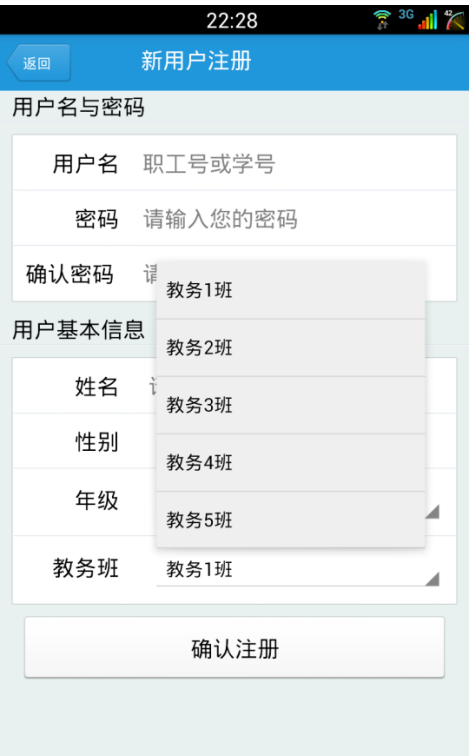 22:28
3G
42
返回
新用户注册
用户名与密码
用户名 职工号或学号
密码 请输入您的密码
确认密码
教务1班
教务2班
用户基本信息
教务3班
姓名
教务4班
性别
年级
教务5班
教务班 教务1班
确认注册